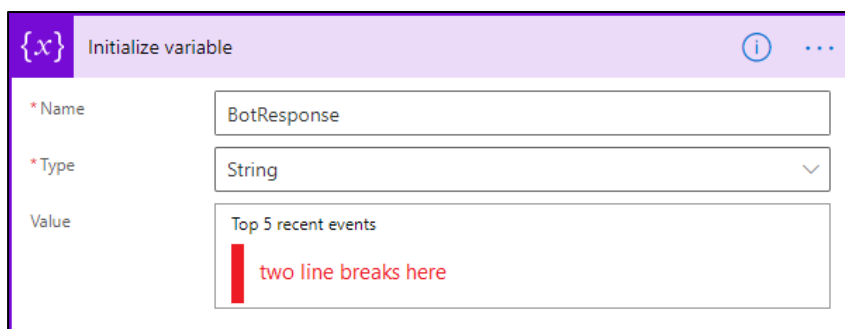 {x} Initialize variable
* Name
BotResponse
* Type
String
Value
Top 5 recent events
two line breaks here